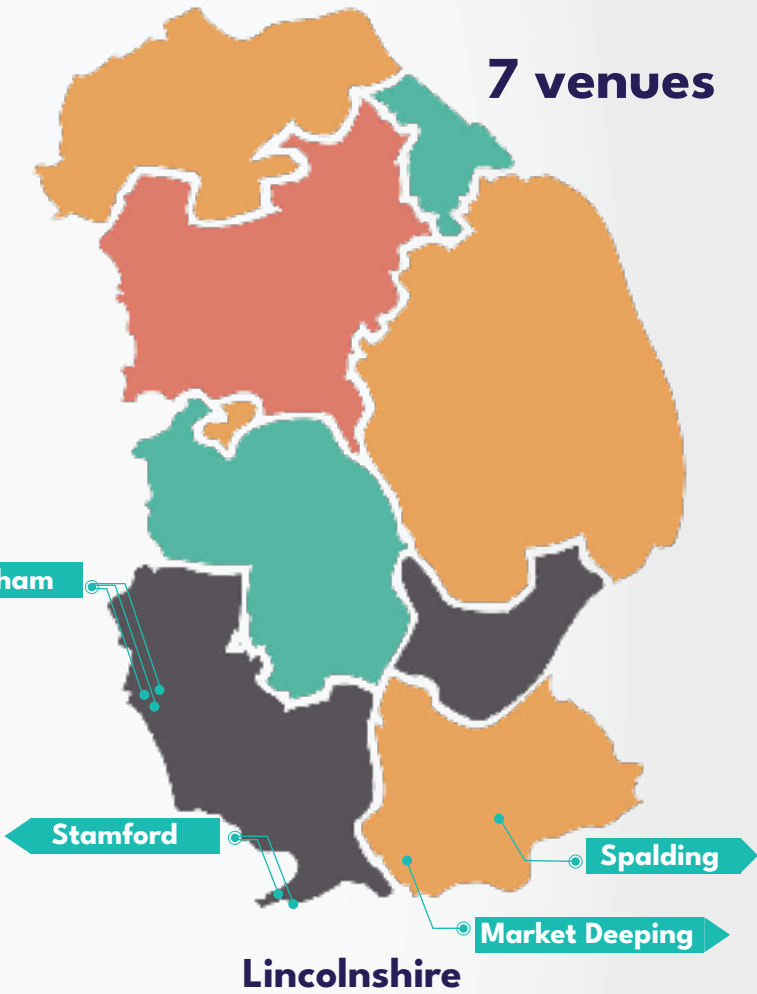 7 venues
ham
Stamford
Spalding
Market Deeping
Lincolnshire